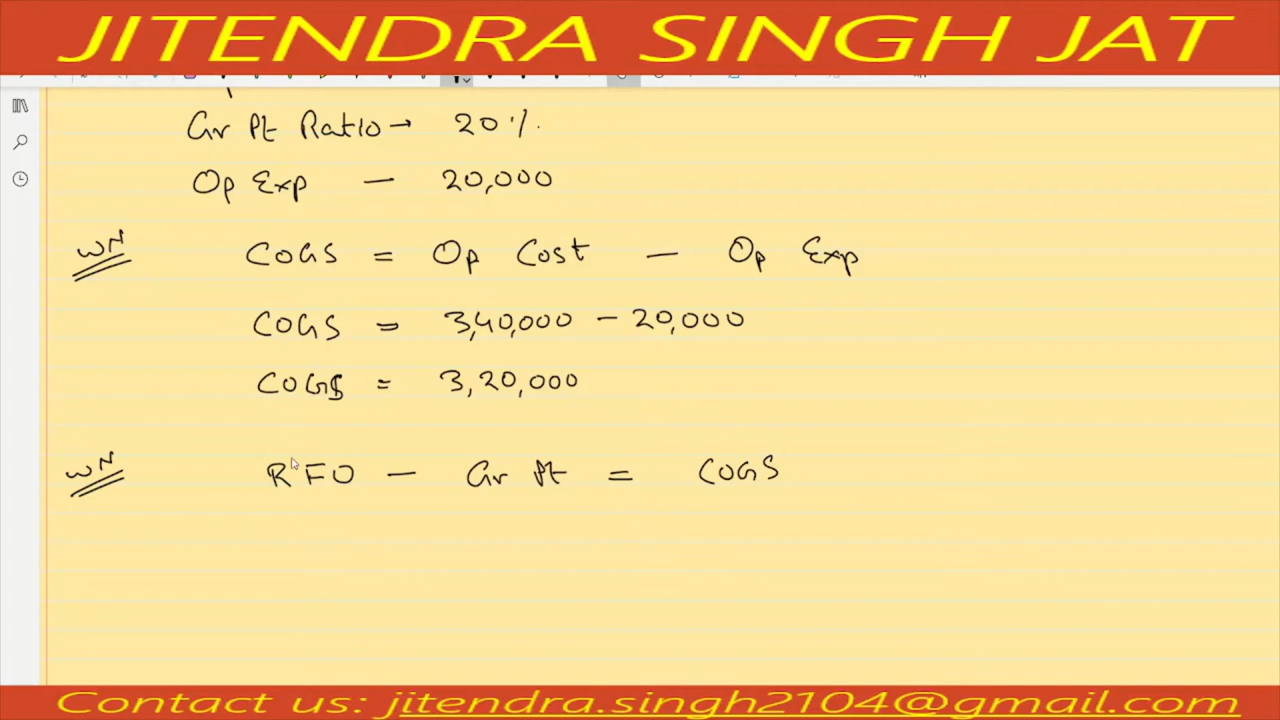 JITENDRA SINGH JAT
Gr Pt Ratio → 20%.
Op Exp — 20,000
WN COGS = Op Cost — Op Exp
COGS = 3,40,000 - 20,000
COGS = 3,20,000
WN RFO — Gr Pt = COGS
Contact us: jitendra.singh2104@gmail.com